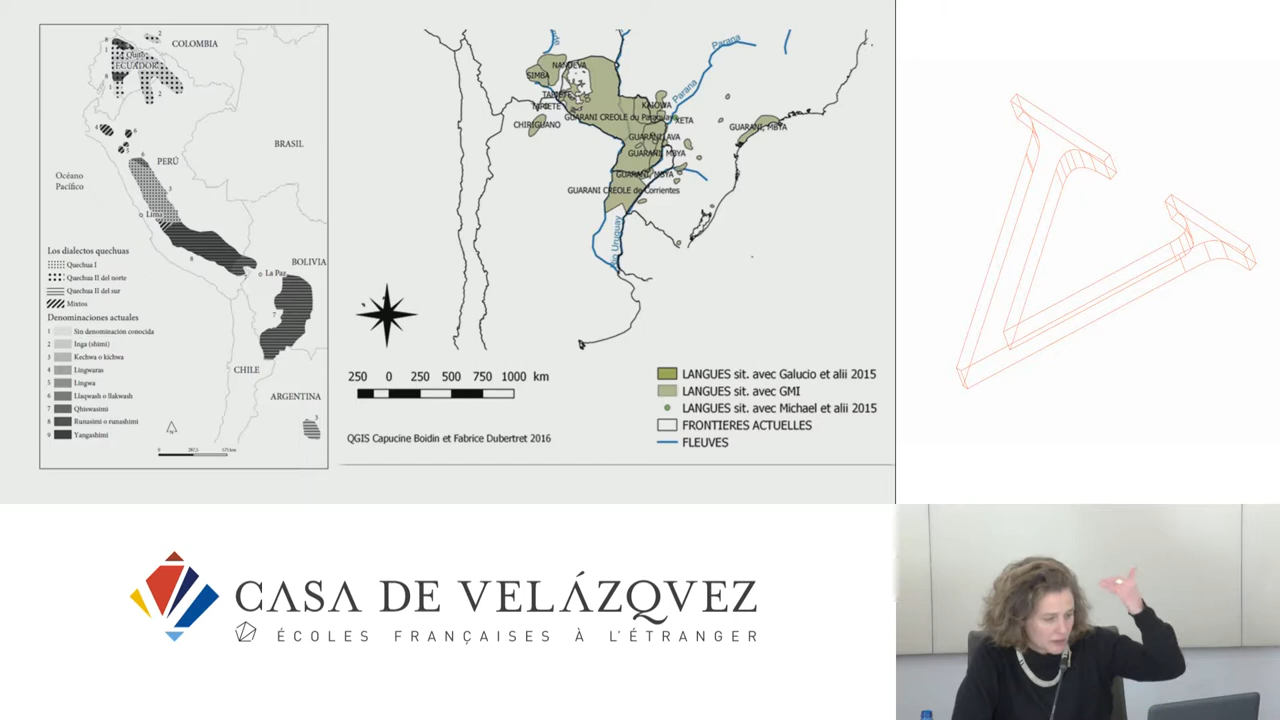 COLOMBIA
Quito
ECUADOR
BRASIL
PERÚ
Océano
Pacífico
Lima
BOLIVIA
La Paz
CHILE
ARGENTINA
Los dialectos quechuas
Quechua I
Quechua II del norte
Quechua II del sur
Mixtos
Denominaciones actuales
1 Sin denominación conocida
2 Inga (shimi)
3 Kechwa o kichwa
4 Lingwaras
5 Lingwa
6 Llaqwash o llakwash
7 Qhiswasimi
8 Runasimi o runashimi
9 Yangashimi
N
Parana
NANDEVA
SIMBA
Parana
KAIOWA
GUARANI CREOLE du Paraguay
XETA
CHIRIGUANO
GUARANI, MBYA
GUARANI, MBYA
GUARANI, MBYA
GUARANI CREOLE de Corrientes
Rio Uruguay
250 0 250 500 750 1000 km
LANGUES sit. avec Galucio et alii 2015
LANGUES sit. avec GMI
LANGUES sit. avec Michael et alii 2015
FRONTIERES ACTUELLES
FLEUVES
QGIS Capucine Boidin et Fabrice Dubertret 2016
CASA DE VELÁZQVEZ
ÉCOLES FRANÇAISES À L'ÉTRANGER